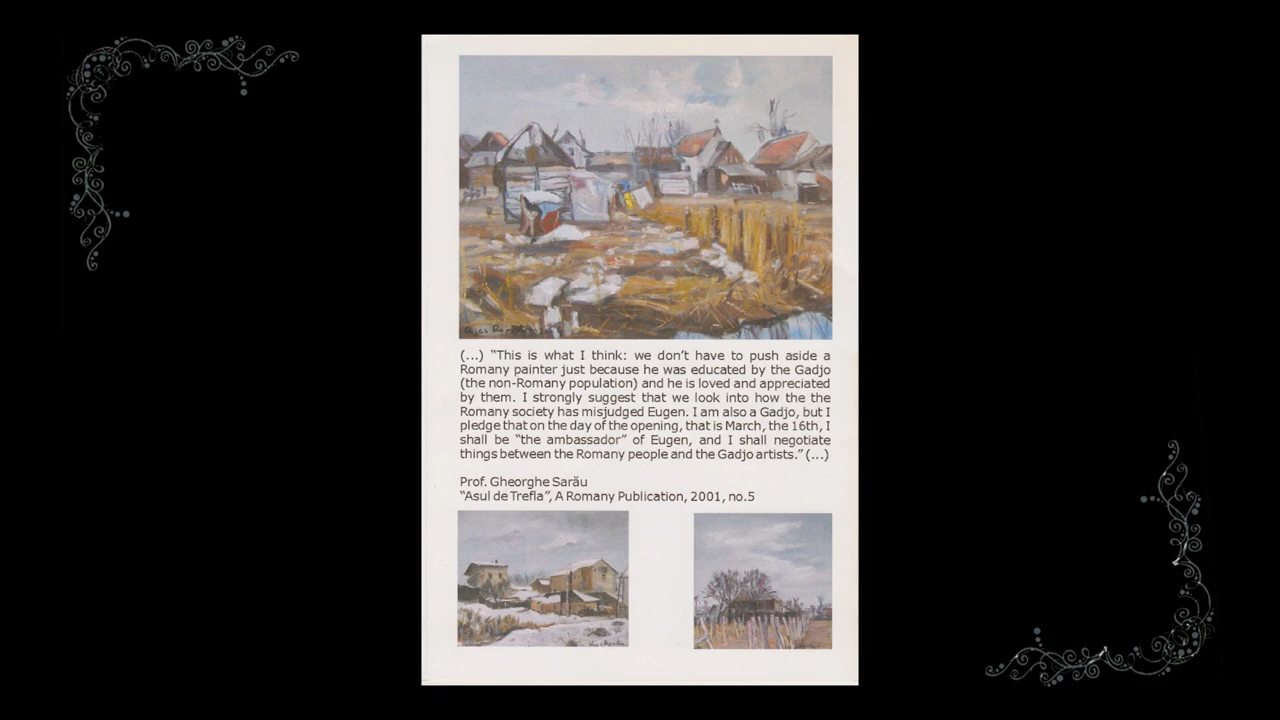 (...) “This is what I think: we don’t have to push aside a
Romany painter just because he was educated by the Gadjo
(the non-Romany population) and he is loved and appreciated
by them. I strongly suggest that we look into how the the
Romany society has misjudged Eugen. I am also a Gadjo, but I
pledge that on the day of the opening, that is March, the 16th, I
shall be “the ambassador” of Eugen, and I shall negotiate
things between the Romany people and the Gadjo artists.” (...)
Prof. Gheorghe Sarău
“Asul de Trefla”, A Romany Publication, 2001, no.5